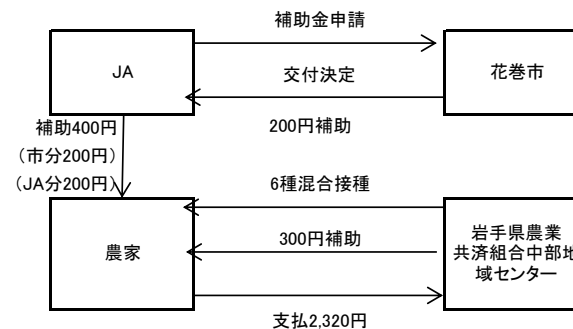 補助金申請
JA
交付決定
花巻市
200円補助
補助400円
(市分200円)
(JA分200円)
6種混合接種
農家
300円補助
岩手県農業
共済組合中部地
域センター
支払2,320円